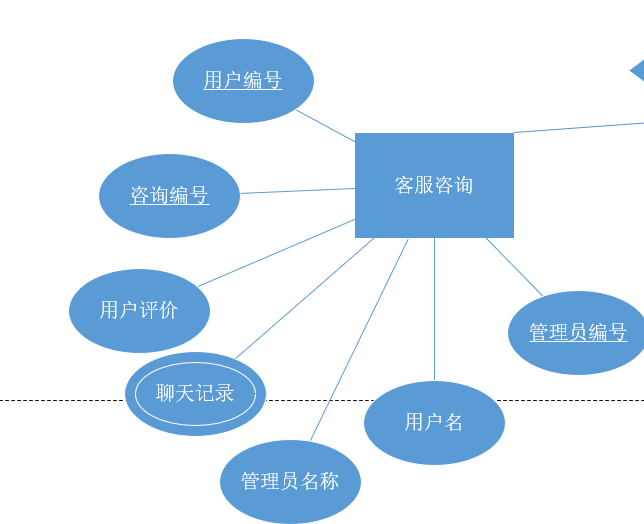 用户编号
咨询编号
客服咨询
用户评价
管理员编号
聊天记录
用户名
管理员名称